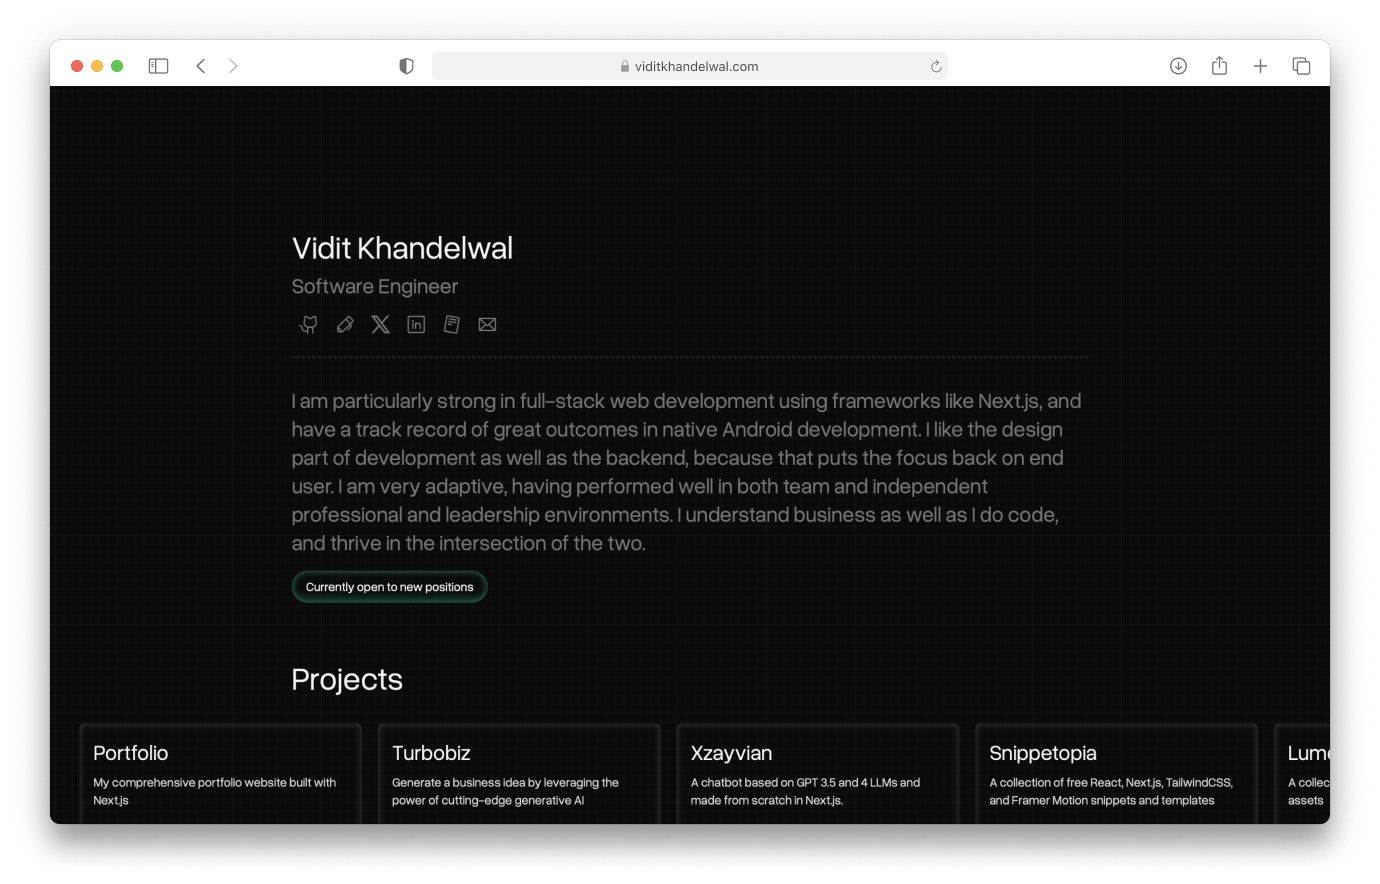 viditkhandelwal.com
Vidit Khandelwal
Software Engineer
I am particularly strong in full-stack web development using frameworks like Next.js, and
have a track record of great outcomes in native Android development. I like the design
part of development as well as the backend, because that puts the focus back on end
user. I am very adaptive, having performed well in both team and independent
professional and leadership environments. I understand business as well as I do code,
and thrive in the intersection of the two.
Currently open to new positions
Projects
Portfolio
My comprehensive portfolio website built with
Next.js
Turbobiz
Generate a business idea by leveraging the
power of cutting-edge generative AI
Xzayvian
A chatbot based on GPT 3.5 and 4 LLMs and
made from scratch in Next.js.
Snippetopia
A collection of free React, Next.js, TailwindCSS,
and Framer Motion snippets and templates
A
assets